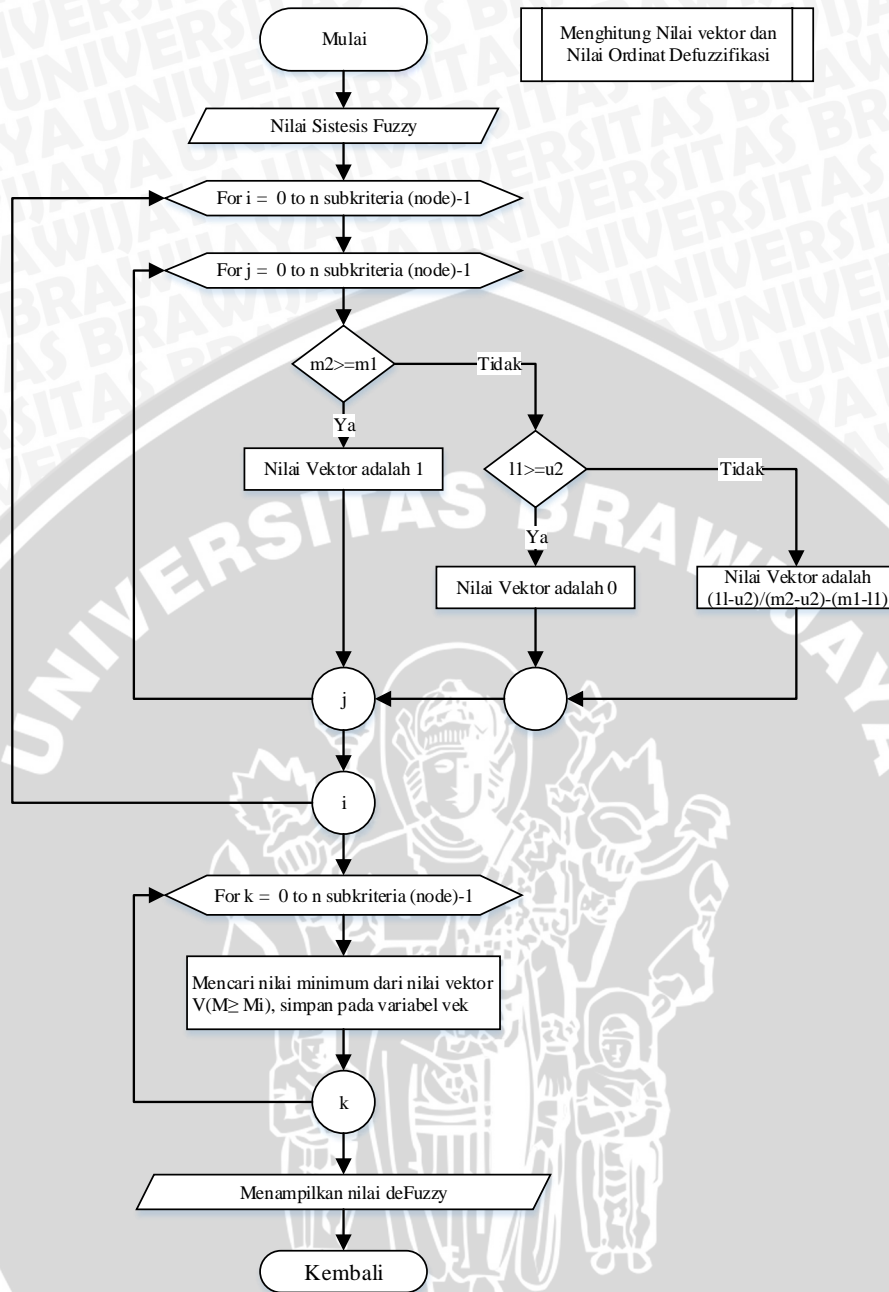 Mulai
Menghitung Nilai vektor dan
Nilai Ordinat Defuzzifikasi
Nilai Sistesis Fuzzy
For i = 0 to n subkriteria (node)-1
For j = 0 to n subkriteria (node)-1
m2>=m1
Tidak
Ya
Nilai Vektor adalah 1
l1>=u2
Tidak
Ya
Nilai Vektor adalah 0
Nilai Vektor adalah
(1l-u2)/(m2-u2)-(m1-l1)
j
i
For k = 0 to n subkriteria (node)-1
Mencari nilai minimum dari nilai vektor
V(M≥ Mi), simpan pada variabel vek
k
Menampilkan nilai deFuzzy
Kembali
UNIVERSITAS BRAWIJAYA